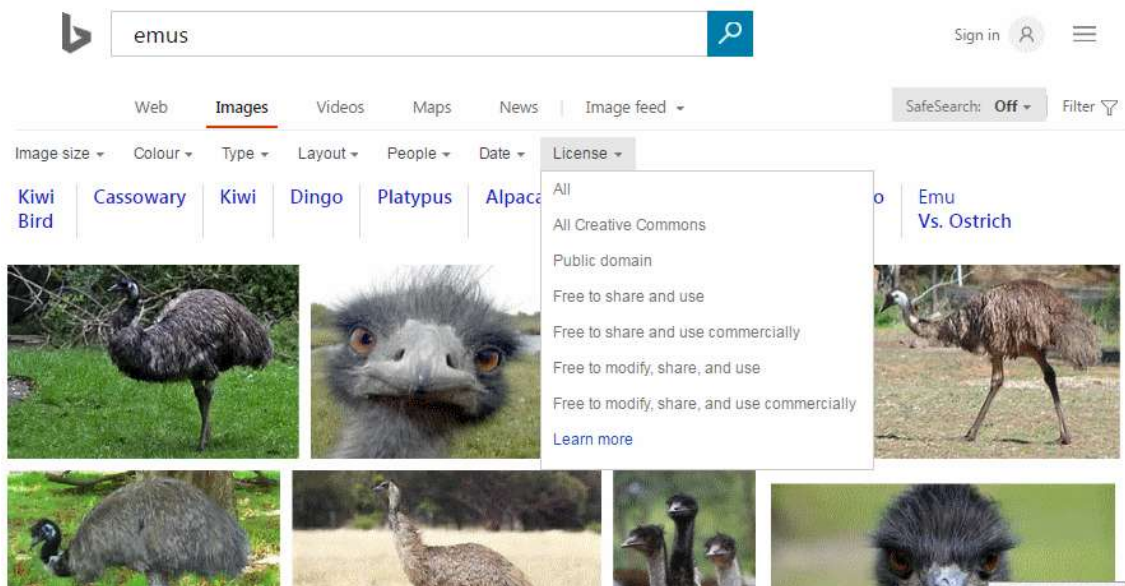 emus
Sign in
Web Images Videos Maps News | Image feed
SafeSearch: Off Filter
Image size Colour Type Layout People Date License
Kiwi Bird
Cassowary
Kiwi
Dingo
Platypus
Alpaca
Emu Vs. Ostrich
All
All Creative Commons
Public domain
Free to share and use
Free to share and use commercially
Free to modify, share, and use
Free to modify, share, and use commercially
Learn more